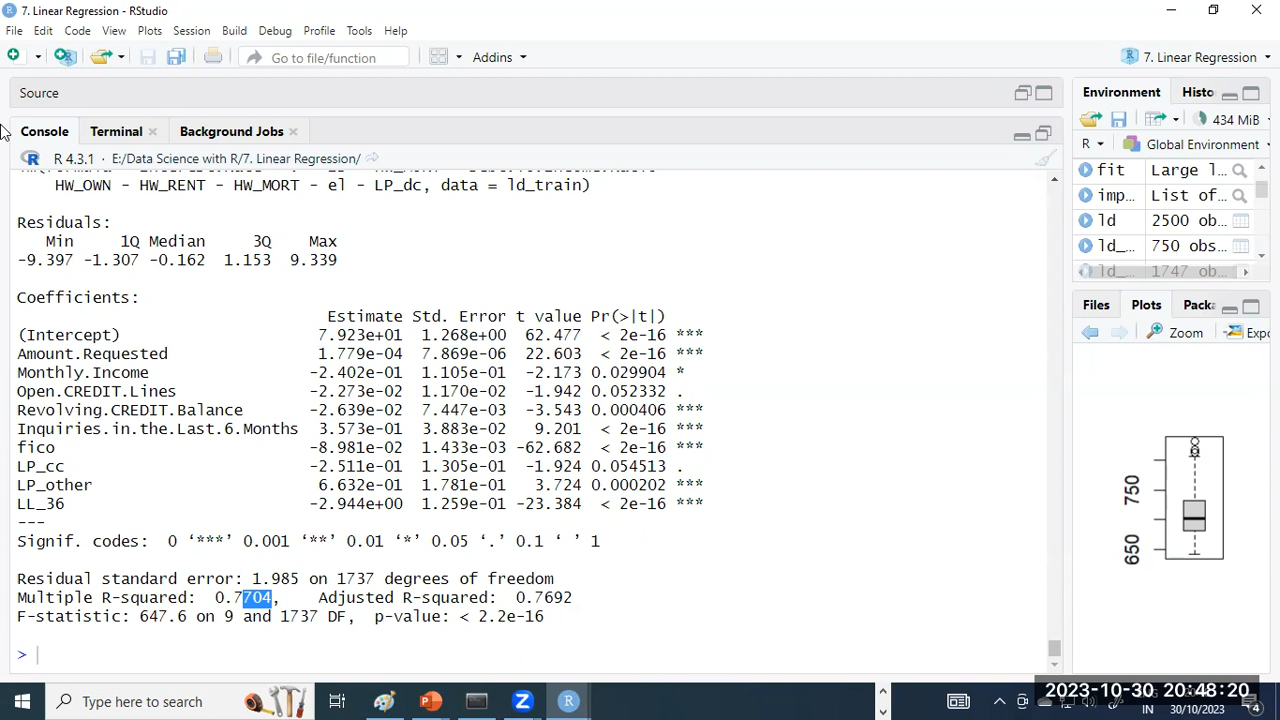 7. Linear Regression - RStudio
File Edit Code View Plots Session Build Debug Profile Tools Help
Go to file/function Addins 7. Linear Regression
Source
Console Terminal Background Jobs
R 4.3.1 · E:/Data Science with R/7. Linear Regression/
HW_OWN - HW_RENT - HW_MORT - el - LP_dc, data = ld_train)
Residuals:
Min 1Q Median 3Q Max
-9.397 -1.307 -0.162 1.153 9.339
Coefficients:
Estimate Std. Error t value Pr(>|t|)
(Intercept) 7.923e+01 1.268e+00 62.477 < 2e-16 ***
Amount.Requested 1.779e-04 7.869e-06 22.603 < 2e-16 ***
Monthly.Income -2.402e-01 1.105e-01 -2.173 0.029904 *
Open.CREDIT.Lines -2.273e-02 1.170e-02 -1.942 0.052332 .
Revolving.CREDIT.Balance -2.639e-02 7.447e-03 -3.543 0.000406 ***
Inquiries.in.the.Last.6.Months 3.573e-01 3.883e-02 9.201 < 2e-16 ***
fico -8.981e-02 1.433e-03 -62.682 < 2e-16 ***
LP_cc -2.511e-01 1.305e-01 -1.924 0.054513 .
LP_other 6.632e-01 1.781e-01 3.724 0.000202 ***
LL_36 -2.944e+00 1.259e-01 -23.384 < 2e-16 ***
---
Signif. codes: 0 ‘***’ 0.001 ‘**’ 0.01 ‘*’ 0.05 ‘.’ 0.1 ‘ ’ 1
Residual standard error: 1.985 on 1737 degrees of freedom
Multiple R-squared: 0.7704, Adjusted R-squared: 0.7692
F-statistic: 647.6 on 9 and 1737 DF, p-value: < 2.2e-16
>
Environment Histo
434 MiB
R Global Environment
fit Large l...
imp... List of...
ld 2500 ob...
ld_... 750 obs...
ld_... 1747 ob...
Files Plots Packa
Zoom Expo
650 750
Type here to search
2023-10-30 20:48:20
IN 30/10/2023 4